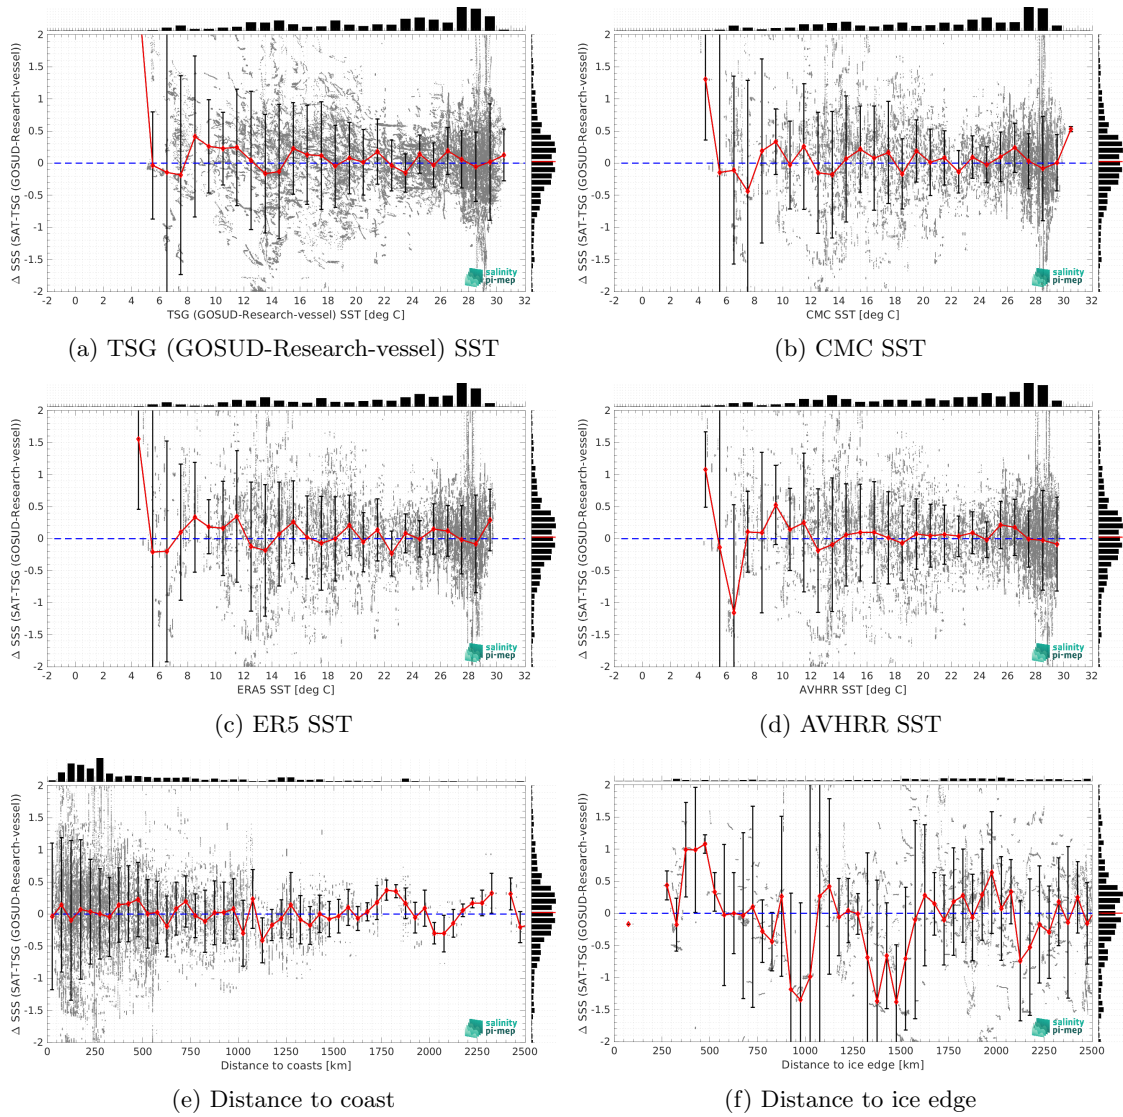 Δ SSS (SAT-TSG (GOSUD-Research-vessel))
2
1.5
1
0.5
0
-0.5
-1
-1.5
-2
salinity
pi-mep
-2 0 2 4 6 8 10 12 14 16 18 20 22 24 26 28 30 32
TSG (GOSUD-Research-vessel) SST [deg C]
(a) TSG (GOSUD-Research-vessel) SST
Δ SSS (SAT-TSG (GOSUD-Research-vessel))
2
1.5
1
0.5
0
-0.5
-1
-1.5
-2
salinity
pi-mep
-2 0 2 4 6 8 10 12 14 16 18 20 22 24 26 28 30 32
CMC SST [deg C]
(b) CMC SST
Δ SSS (SAT-TSG (GOSUD-Research-vessel))
2
1.5
1
0.5
0
-0.5
-1
-1.5
-2
salinity
pi-mep
-2 0 2 4 6 8 10 12 14 16 18 20 22 24 26 28 30 32
ERA5 SST [deg C]
(c) ER5 SST
Δ SSS (SAT-TSG (GOSUD-Research-vessel))
2
1.5
1
0.5
0
-0.5
-1
-1.5
-2
salinity
pi-mep
-2 0 2 4 6 8 10 12 14 16 18 20 22 24 26 28 30 32
AVHRR SST [deg C]
(d) AVHRR SST
Δ SSS (SAT-TSG (GOSUD-Research-vessel))
2
1.5
1
0.5
0
-0.5
-1
-1.5
-2
salinity
pi-mep
0 250 500 750 1000 1250 1500 1750 2000 2250 2500
Distance to coasts [km]
(e) Distance to coast
Δ SSS (SAT-TSG (GOSUD-Research-vessel))
2
1.5
1
0.5
0
-0.5
-1
-1.5
-2
salinity
pi-mep
0 250 500 750 1000 1250 1500 1750 2000 2250 2500
Distance to ice edge [km]
(f) Distance to ice edge